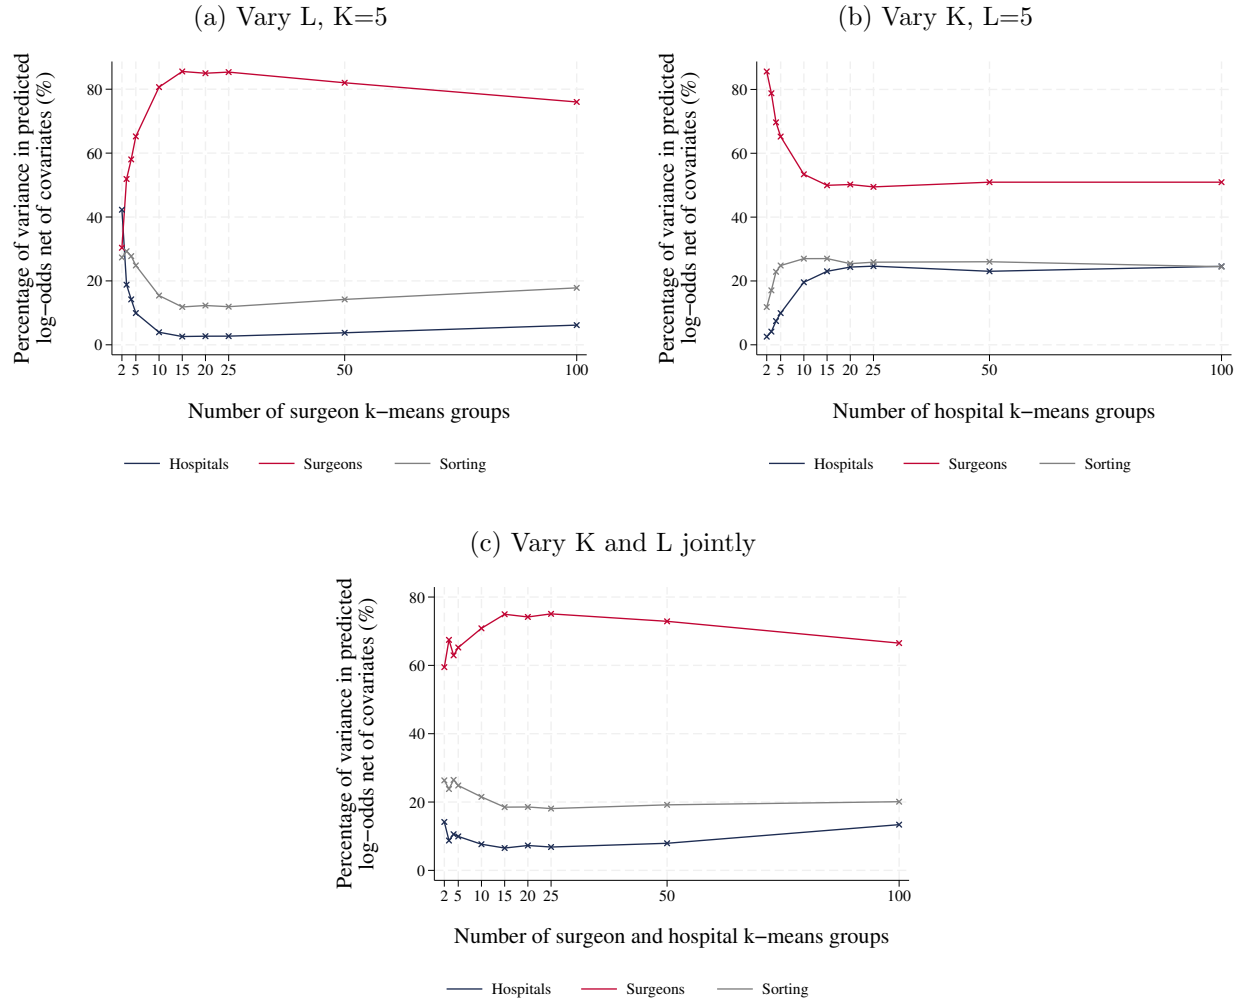 (a) Vary L, K=5
Percentage of variance in predicted
log−odds net of covariates (%)
80
60
40
20
0
2 5 10 15 20 25 50 100
Number of surgeon k−means groups
Hospitals Surgeons Sorting
(b) Vary K, L=5
Percentage of variance in predicted
log−odds net of covariates (%)
80
60
40
20
0
2 5 10 15 20 25 50 100
Number of hospital k−means groups
Hospitals Surgeons Sorting
(c) Vary K and L jointly
Percentage of variance in predicted
log−odds net of covariates (%)
80
60
40
20
0
2 5 10 15 20 25 50 100
Number of surgeon and hospital k−means groups
Hospitals Surgeons Sorting